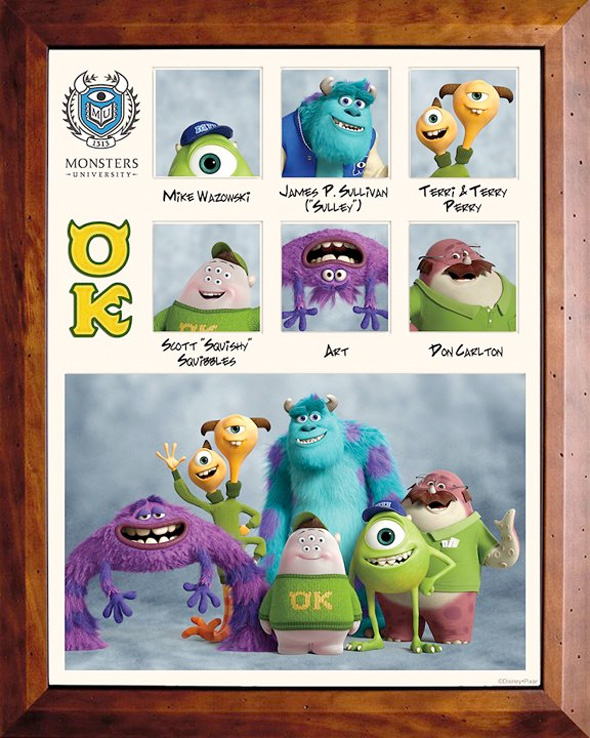 MU
1313
MONSTERS
-UNIVERSITY-
MIKE WAZOWSKI
JAMES P. SULLIVAN
("SULLEY")
TERRI & TERRY
PERRY
OK
SCOTT "SQUISHY"
SQUIBBLES
ART
DON CARLTON
OK
©Disney•Pixar